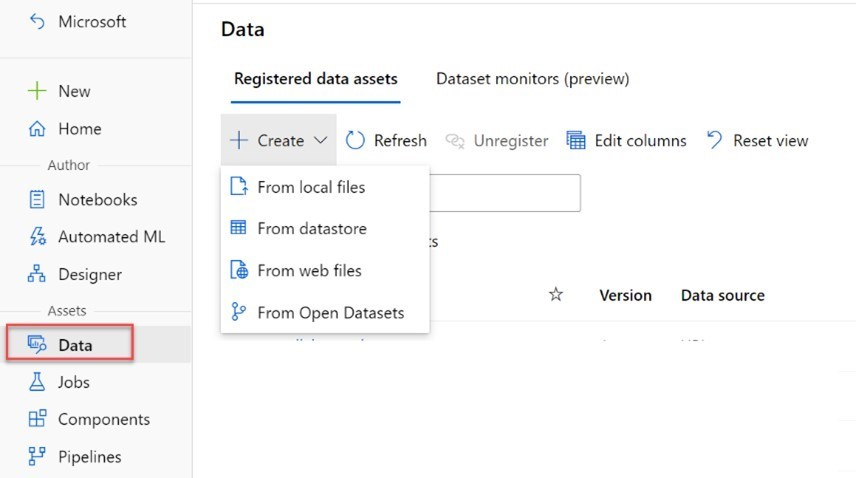 Microsoft
New
Home
Author
Notebooks
Automated ML
Designer
Assets
Data
Jobs
Components
Pipelines
Data
Registered data assets
Dataset monitors (preview)
Create
Refresh
Unregister
Edit columns
Reset view
From local files
From datastore
From web files
From Open Datasets
Version
Data source